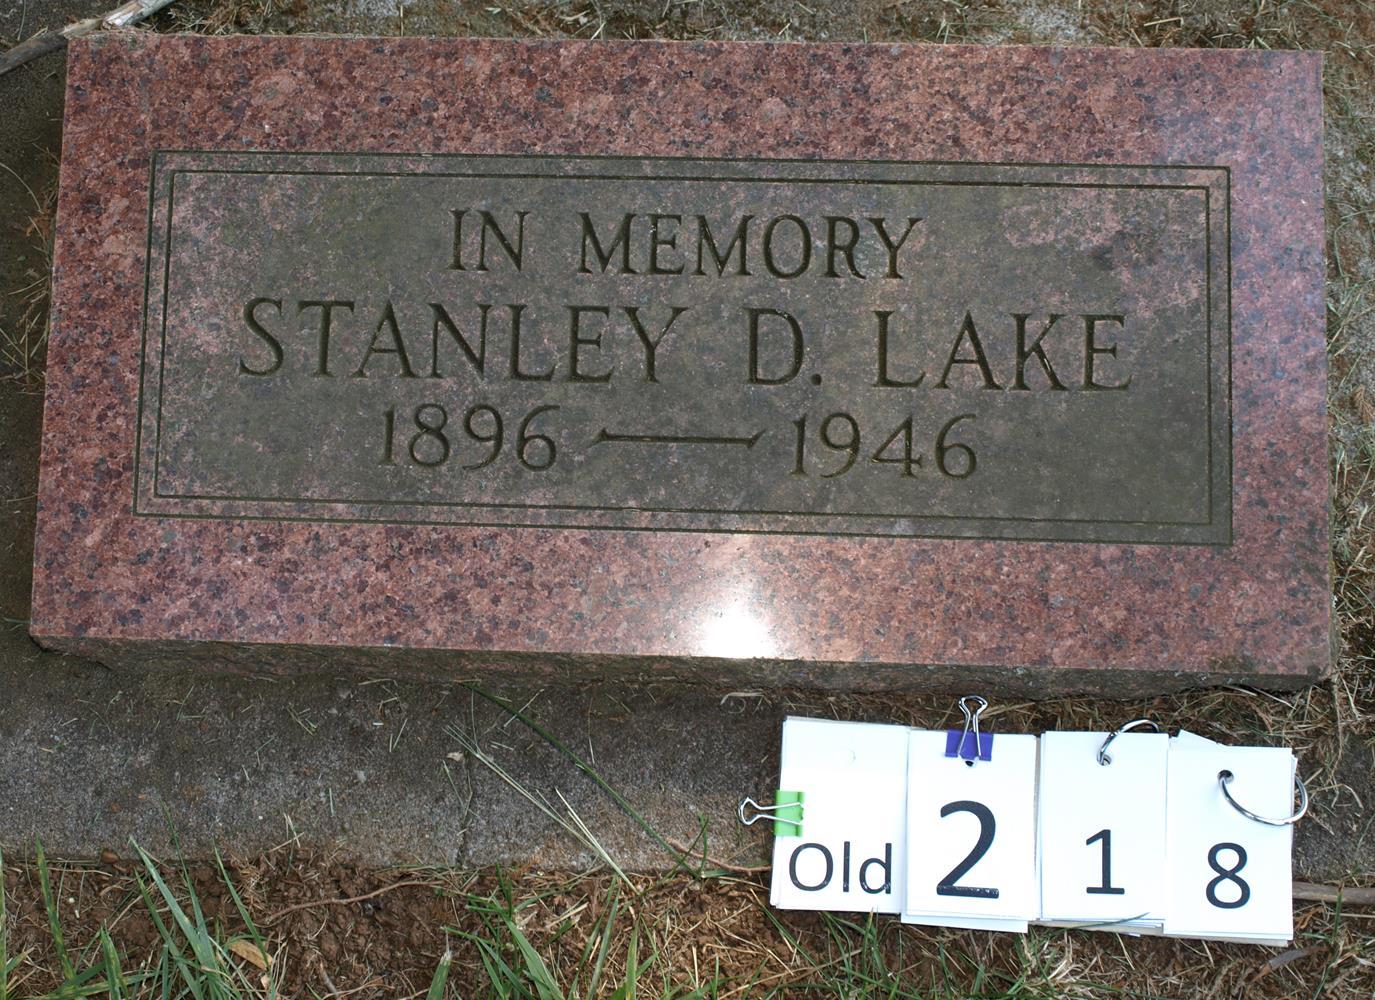 IN MEMORY
STANLEY D. LAKE
1896 — 1946
Old 2 1 8